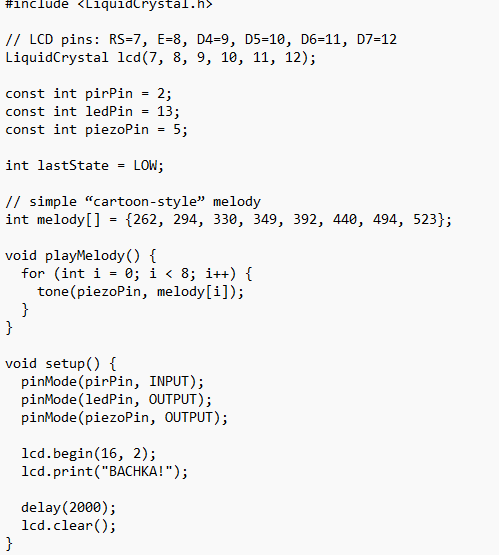 #include <LiquidCrystal.h>
// LCD pins: RS=7, E=8, D4=9, D5=10, D6=11, D7=12
LiquidCrystal lcd(7, 8, 9, 10, 11, 12);
const int pirPin = 2;
const int ledPin = 13;
const int piezoPin = 5;
int lastState = LOW;
// simple “cartoon-style” melody
int melody[] = {262, 294, 330, 349, 392, 440, 494, 523};
void playMelody() {
  for (int i = 0; i < 8; i++) {
    tone(piezoPin, melody[i]);
  }
}
void setup() {
  pinMode(pirPin, INPUT);
  pinMode(ledPin, OUTPUT);
  pinMode(piezoPin, OUTPUT);
  lcd.begin(16, 2);
  lcd.print("BACHKA!");
  delay(2000);
  lcd.clear();
}